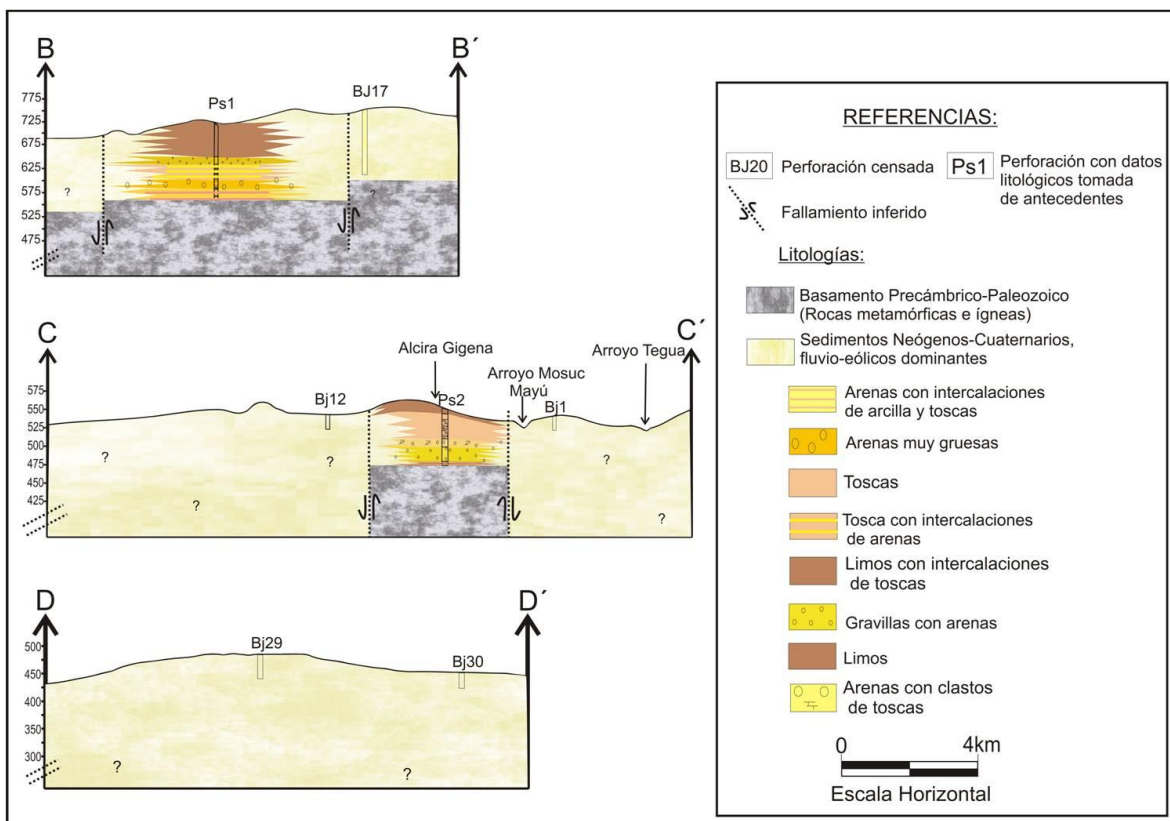 B
B´
775
725
675
625
575
525
475
Ps1
BJ17
?
?
C
C´
575
550
525
500
475
450
425
Alcira Gigena
Arroyo Mosuc
Mayú
Arroyo Tegua
Bj12
Ps2
Bj1
?
?
?
?
?
D
D´
500
450
400
350
300
Bj29
Bj30
?
?
REFERENCIAS:
BJ20 Perforación censada
Ps1 Perforación con datos
litológicos tomada
de antecedentes
Fallamiento inferido
Litologías:
Basamento Precámbrico-Paleozoico
(Rocas metamórficas e ígneas)
Sedimentos Neógenos-Cuaternarios,
fluvio-eólicos dominantes
Arenas con intercalaciones
de arcilla y toscas
Arenas muy gruesas
Toscas
Tosca con intercalaciones
de arenas
Limos con intercalaciones
de toscas
Gravillas con arenas
Limos
Arenas con clastos
de toscas
0 4km
Escala Horizontal